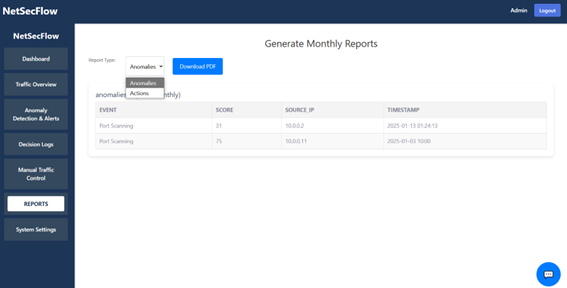 NetSecFlow
Admin
Logout
NetSecFlow
Dashboard
Traffic Overview
Anomaly
Detection & Alerts
Decision Logs
Manual Traffic
Control
REPORTS
System Settings
Generate Monthly Reports
Report Type:
Anomalies
Download PDF
Anomalies
Actions
anomalies
nthly)
EVENT SCORE SOURCE_IP TIMESTAMP
Port Scanning 31 10.0.0.2 2025-01-13 01:24:13
Port Scanning 75 10.0.0.11 2025-01-03 10:00